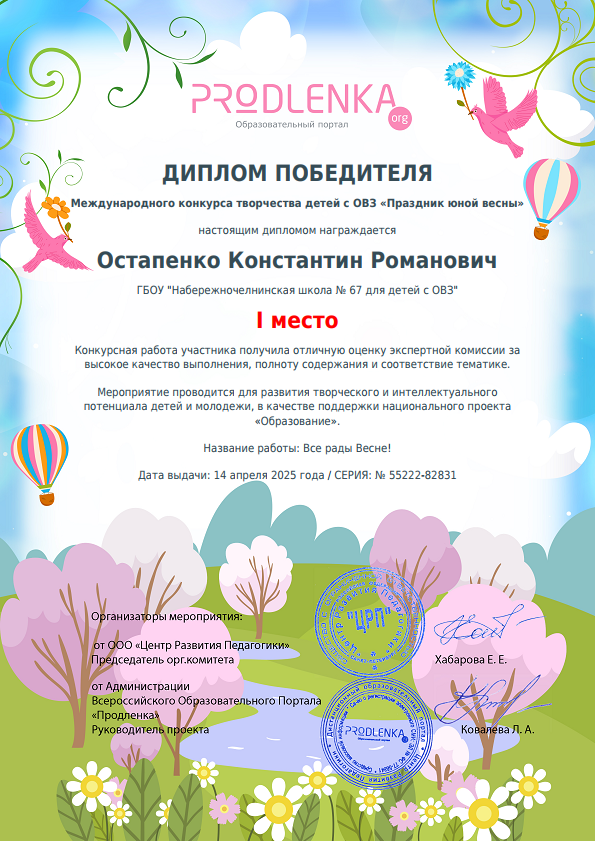 PRODLENKA
org
Образовательный портал
ДИПЛОМ ПОБЕДИТЕЛЯ
Международного конкурса творчества детей с ОВЗ «Праздник юной весны»
настоящим дипломом награждается
Остапенко Константин Романович
ГБОУ "Набережночелнинская школа № 67 для детей с ОВЗ"
I место
Конкурсная работа участника получила отличную оценку экспертной комиссии за
высокое качество выполнения, полноту содержания и соответствие тематике.
Мероприятие проводится для развития творческого и интеллектуального
потенциала детей и молодежи, в качестве поддержки национального проекта
«Образование».
Название работы: Все рады Весне!
Дата выдачи: 14 апреля 2025 года / СЕРИЯ: № 55222-82831
Организаторы мероприятия:
от ООО «Центр Развития Педагогики»
Председатель орг.комитета
Хабарова Е. Е.
от Администрации
Всероссийского Образовательного Портала
«Продленка»
Руководитель проекта
Ковалева Л. А.
Центр Развития Педагогики
"ЦРП"
PRODLENKA